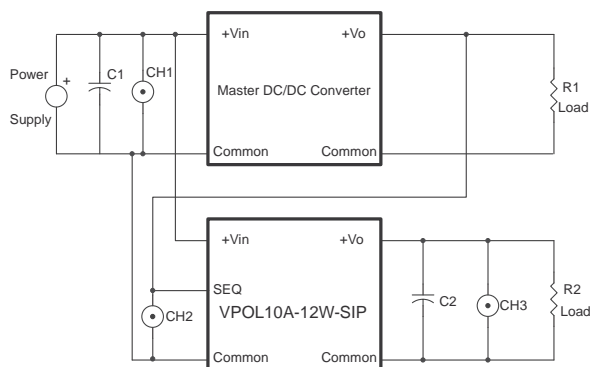 +Vin
+Vo
Power
+
C1
CH1
Master DC/DC Converter
R1
Load
Supply
Common
Common
+Vin
+Vo
SEQ
C2
CH3
R2
Load
CH2
VPOL10A-12W-SIP
Common
Common